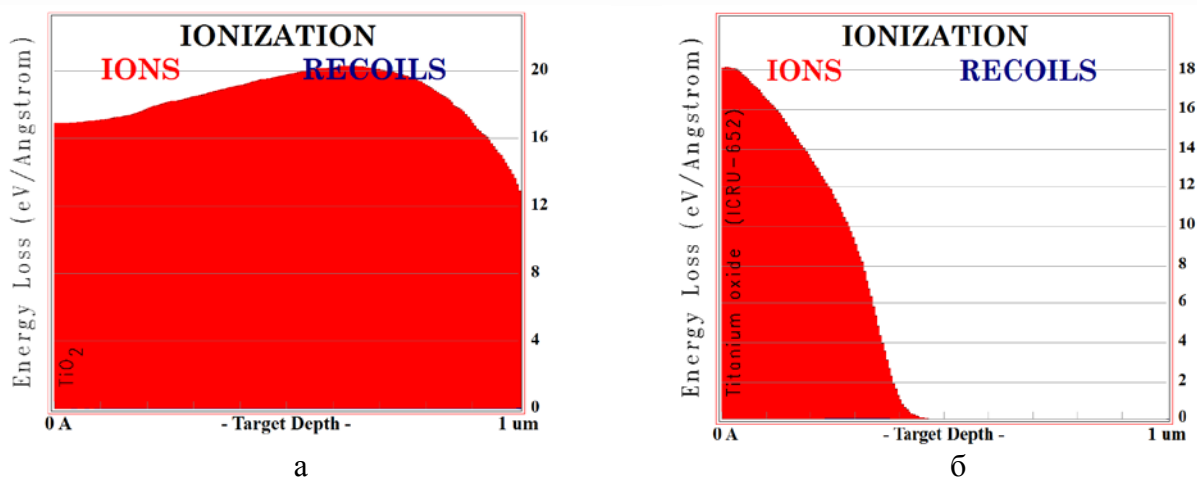 IONIZATION
IONS RECOILS
Energy Loss (eV/Angstrom)
20
16
12
8
4
0
TiO₂
0 A - Target Depth - 1 um
а
IONIZATION
IONS RECOILS
Energy Loss (eV/Angstrom)
18
16
14
12
10
8
6
4
2
0
Titonium oxide (ICRU-652)
0 A - Target Depth - 1 um
б